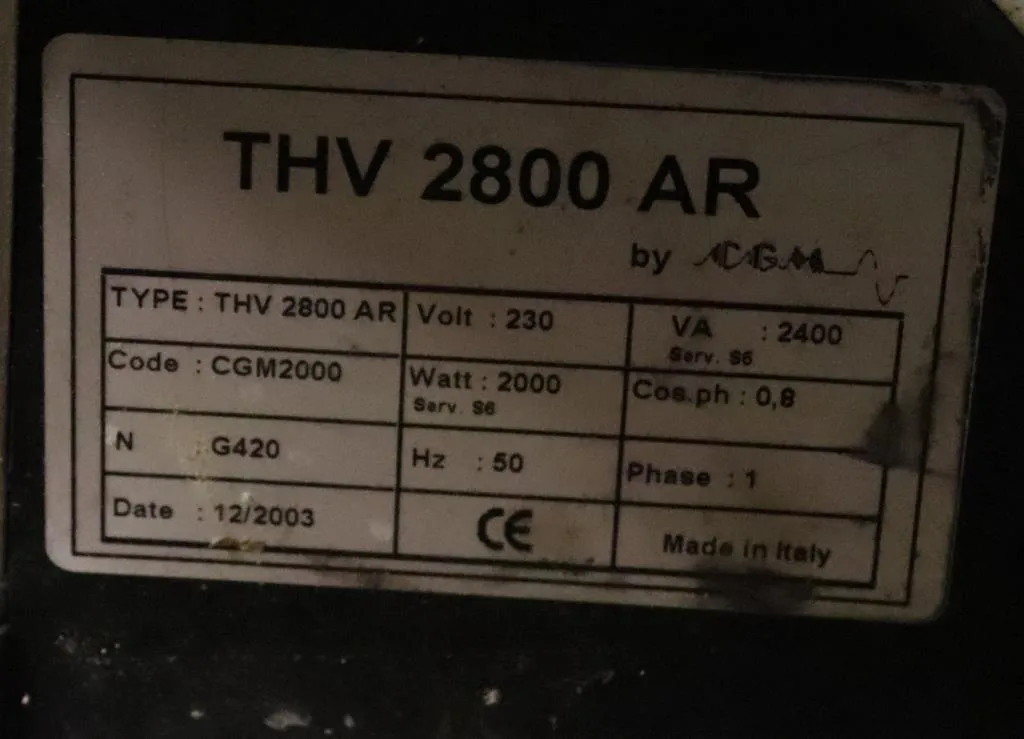 THV 2800 AR
by CGM
TYPE : THV 2800 AR
Volt : 230
VA : 2400
Serv. S6
Code : CGM2000
Watt : 2000
Serv. S6
Cos.ph : 0,8
N : G420
Hz : 50
Phase : 1
Date : 12/2003
CE
Made in Italy